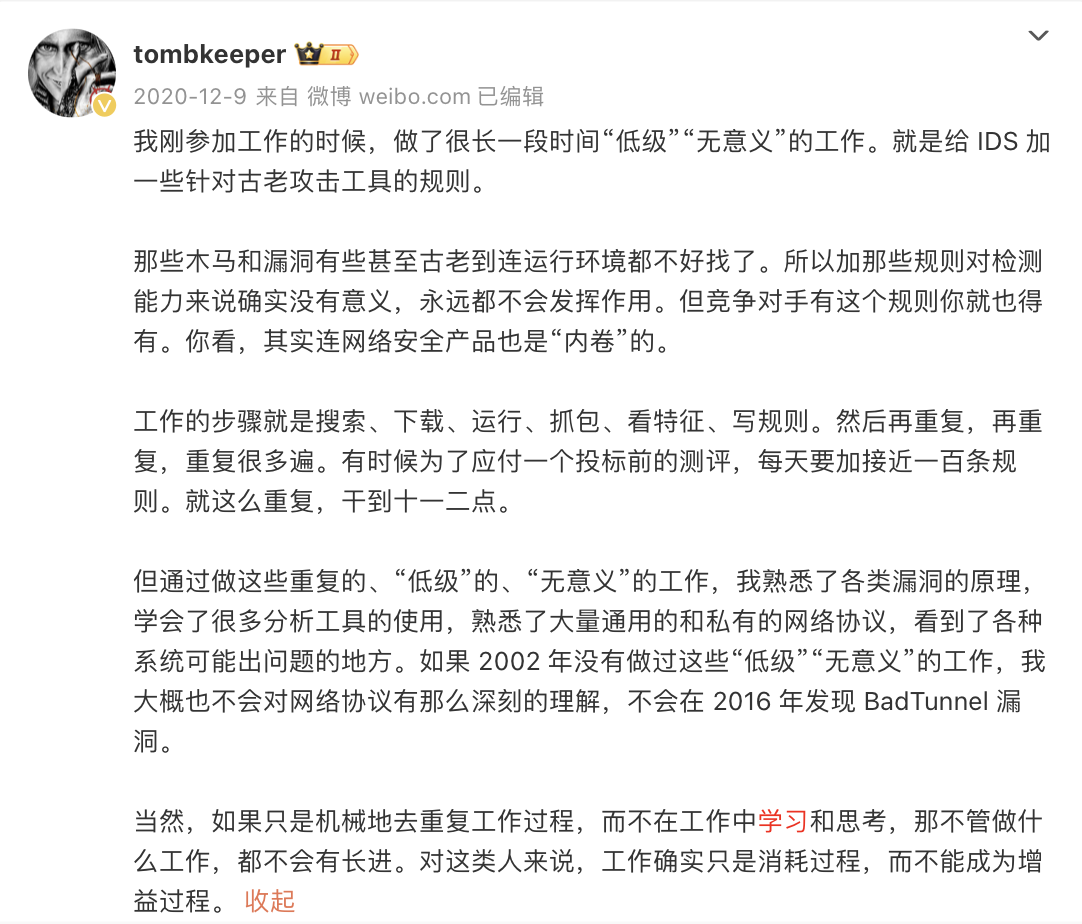 tombkeeper II
2020-12-9 来自 微博 weibo.com 已编辑
我刚参加工作的时候，做了很长一段时间“低级”“无意义”的工作。就是给 IDS 加
一些针对古老攻击工具的规则。
那些木马和漏洞有些甚至古老到连运行环境都不好找了。所以加那些规则对检测
能力来说确实没有意义，永远都不会发挥作用。但竞争对手有这个规则你就也得
有。你看，其实连网络安全产品也是“内卷”的。
工作的步骤就是搜索、下载、运行、抓包、看特征、写规则。然后再重复，再重
复，重复很多遍。有时候为了应付一个投标前的测评，每天要加接近一百条规
则。就这么重复，干到十一二点。
但通过做这些重复的、“低级”的、“无意义”的工作，我熟悉了各类漏洞的原理，
学会了很多分析工具的使用，熟悉了大量通用的和私有的网络协议，看到了各种
系统可能出问题的地方。如果 2002 年没有做过这些“低级”“无意义”的工作，我
大概也不会对网络协议有那么深刻的理解，不会在 2016 年发现 BadTunnel 漏
洞。
当然，如果只是机械地去重复工作过程，而不在工作中学习和思考，那不管做什
么工作，都不会有长进。对这类人来说，工作确实只是消耗过程，而不能成为增
益过程。 收起